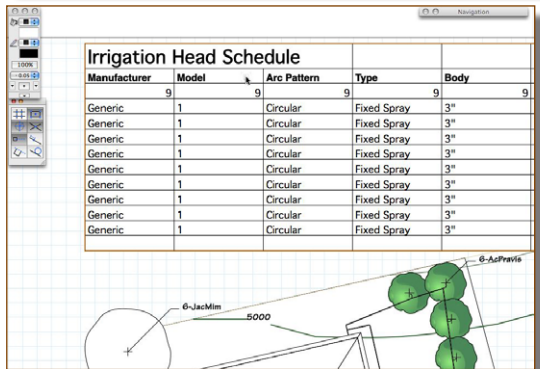 Navigation
100%
0.05
Irrigation Head Schedule
Manufacturer Model Arc Pattern Type Body
9 9 9 9 9
Generic 1 Circular Fixed Spray 3"
Generic 1 Circular Fixed Spray 3"
Generic 1 Circular Fixed Spray 3"
Generic 1 Circular Fixed Spray 3"
Generic 1 Circular Fixed Spray 3"
Generic 1 Circular Fixed Spray 3"
Generic 1 Circular Fixed Spray 3"
Generic 1 Circular Fixed Spray 3"
Generic 1 Circular Fixed Spray 3"
6-AcPravis
6-JacMim
5000